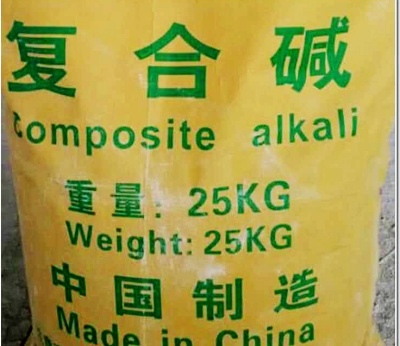 复合碱
Composite alkali
重量: 25KG
Weight: 25KG
中国制造
Made in China